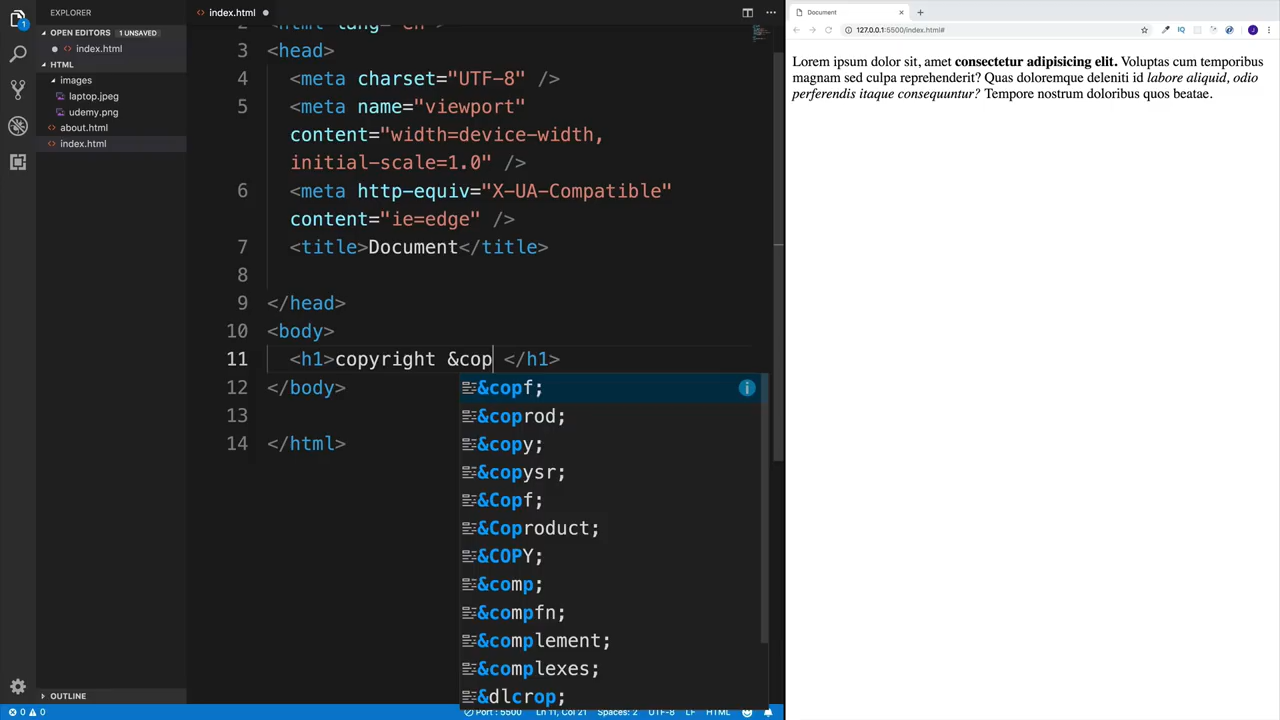 EXPLORER
OPEN EDITORS 1 UNSAVED
index.html
HTML
images
laptop.jpeg
udemy.png
about.html
index.html
OUTLINE
1
index.html
3 <head>
4 <meta charset="UTF-8" />
5 <meta name="viewport"
content="width=device-width,
initial-scale=1.0" />
6 <meta http-equiv="X-UA-Compatible"
content="ie=edge" />
7 <title>Document</title>
8
9 </head>
10 <body>
11 <h1>copyright &cop </h1>
12 </body>
13
14 </html>
&copf;
&coprod;
&copy;
&copysr;
&Copf;
&Coproduct;
&COPY;
&comp;
&compfn;
&complement;
&complexes;
&dlcrop;
0 0
Port : 5500 Ln 11, Col 21 Spaces: 2 UTF-8 LF HTML
Document
127.0.0.1:5500/index.html#
IQ
J
Lorem ipsum dolor sit, amet consectetur adipisicing elit. Voluptas cum temporibus
magnam sed culpa reprehenderit? Quas doloremque deleniti id labore aliquid, odio
perferendis itaque consequuntur? Tempore nostrum doloribus quos beatae.